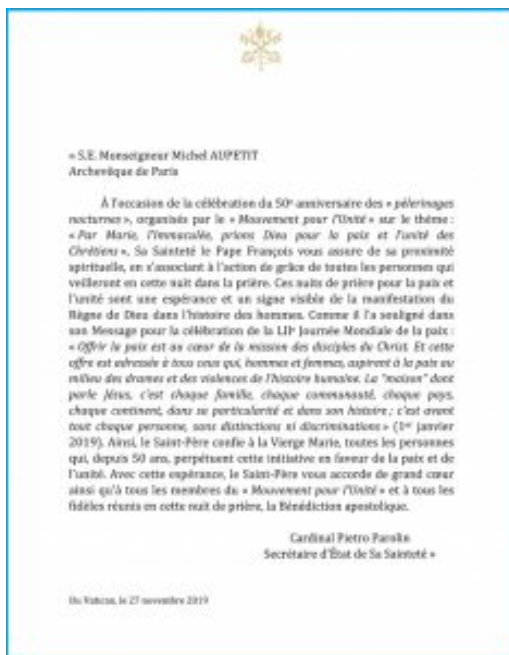 « S.E. Monseigneur Michel AUPETIT
Archevêque de Paris
À l'occasion de la célébration du 50e anniversaire des « pèlerinages
nocturnes », organisés par le « Mouvement pour l'Unité » sur le thème :
« Par Marie, l'Immaculée, prions Dieu pour la paix et l'unité des
Chrétiens », Sa Sainteté le Pape François vous assure de sa proximité
spirituelle, en s'associant à l'action de grâce de toutes les personnes qui
veilleront en cette nuit dans la prière. Ces nuits de prière pour la paix et
l'unité sont une espérance et un signe visible de la manifestation du
Règne de Dieu dans l'histoire des hommes. Comme il l'a souligné dans
son Message pour la célébration de la LIIe Journée Mondiale de la paix :
« Offrir la paix est au cœur de la mission des disciples du Christ. Et cette
offre est adressée à tous ceux qui, hommes et femmes, aspirent à la paix au
milieu des drames et des violences de l'histoire humaine. La "maison" dont
parle Jésus, c'est chaque famille, chaque communauté, chaque pays,
chaque continent, dans sa particularité et dans son histoire ; c'est avant
tout chaque personne, sans distinctions ni discriminations » (1er janvier
2019). Ainsi, le Saint-Père confie à la Vierge Marie, toutes les personnes
qui, depuis 50 ans, perpétuent cette initiative en faveur de la paix et de
l'unité. Avec cette espérance, le Saint-Père vous accorde de grand cœur
ainsi qu'à tous les membres du « Mouvement pour l'Unité » et à tous les
fidèles réunis en cette nuit de prière, la Bénédiction apostolique.
Cardinal Pietro Parolin
Secrétaire d'État de Sa Sainteté »
Du Vatican, le 27 novembre 2019